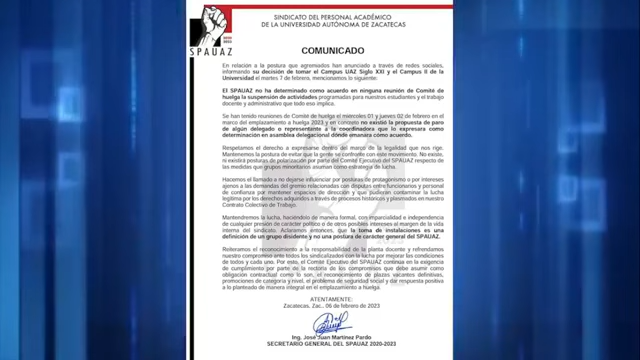 SINDICATO DEL PERSONAL ACADÉMICO
DE LA UNIVERSIDAD AUTÓNOMA DE ZACATECAS
SPAUAZ
COMUNICADO
En relación a la postura que agremiados han anunciado a través de redes sociales,
informando su decisión de tomar el Campus UAZ Siglo XXI y el Campus II de la
Universidad el martes 7 de febrero, mencionamos lo siguiente.
El SPAUAZ no ha determinado como acuerdo en ninguna reunión de Comité de
huelga la suspensión de actividades programadas para nuestros estudiantes y el trabajo
docente y administrativo que todo eso implica.
Se han tenido reuniones de Comité de huelga el miércoles 01 y jueves 02 de febrero en el
marco del emplazamiento a huelga 2023 y en concreto no existió la propuesta de paro de
algún delegado o representante a la coordinadora que lo expresara como
determinación en asamblea delegacional dónde emanara cómo acuerdo.
Respetamos el derecho a expresarse dentro del marco de la legalidad que nos rige.
Mantenemos la postura de evitar que la gente se confronte con este movimiento. No existe,
ni existirá posturas de polarización por parte del Comité Ejecutivo del SPAUAZ respecto de
las medidas que grupos minoritarios asumen como estrategia de lucha.
Hacemos el llamado a no dejarse influenciar por posturas de protagonismo o por intereses
ajenos a las demandas del gremio relacionadas con disputas entre funcionarios y personal
de confianza por mantener espacios de dirección y que pudieran contaminar la lucha
legítima por los derechos adquiridos a través de procesos históricos y plasmados en nuestro
Contrato Colectivo de Trabajo.
Mantendremos la lucha, haciéndolo de manera formal, con imparcialidad e independencia
de cualquier presión de carácter político o de otros posibles intereses al margen de la vida
interna del sindicato. Aclaramos entonces, que la toma de instalaciones es una
definición de un grupo disidente y no una postura de carácter general del SPAUAZ.
Reiteramos el reconocimiento a la responsabilidad de la planta docente y refrendamos
nuestro compromiso ante todos los sindicalizados con la lucha por mejorar las condiciones
de todos y cada uno. Por esto, el Comité Ejecutivo del SPAUAZ continúa en la exigencia
de cumplimiento por parte de la rectoría de los compromisos que debe asumir como
obligación contractual como lo son, el reconocimiento de plazas vacantes definitivas,
promociones de categoría y nivel, el problema de seguridad social y dar respuesta positiva
a lo planteado de manera integral en el emplazamiento a huelga.
ATENTAMENTE:
Zacatecas, Zac., 06 de febrero de 2023
Ing. José Juan Martínez Pardo
SECRETARIO GENERAL DEL SPAUAZ 2020-2023